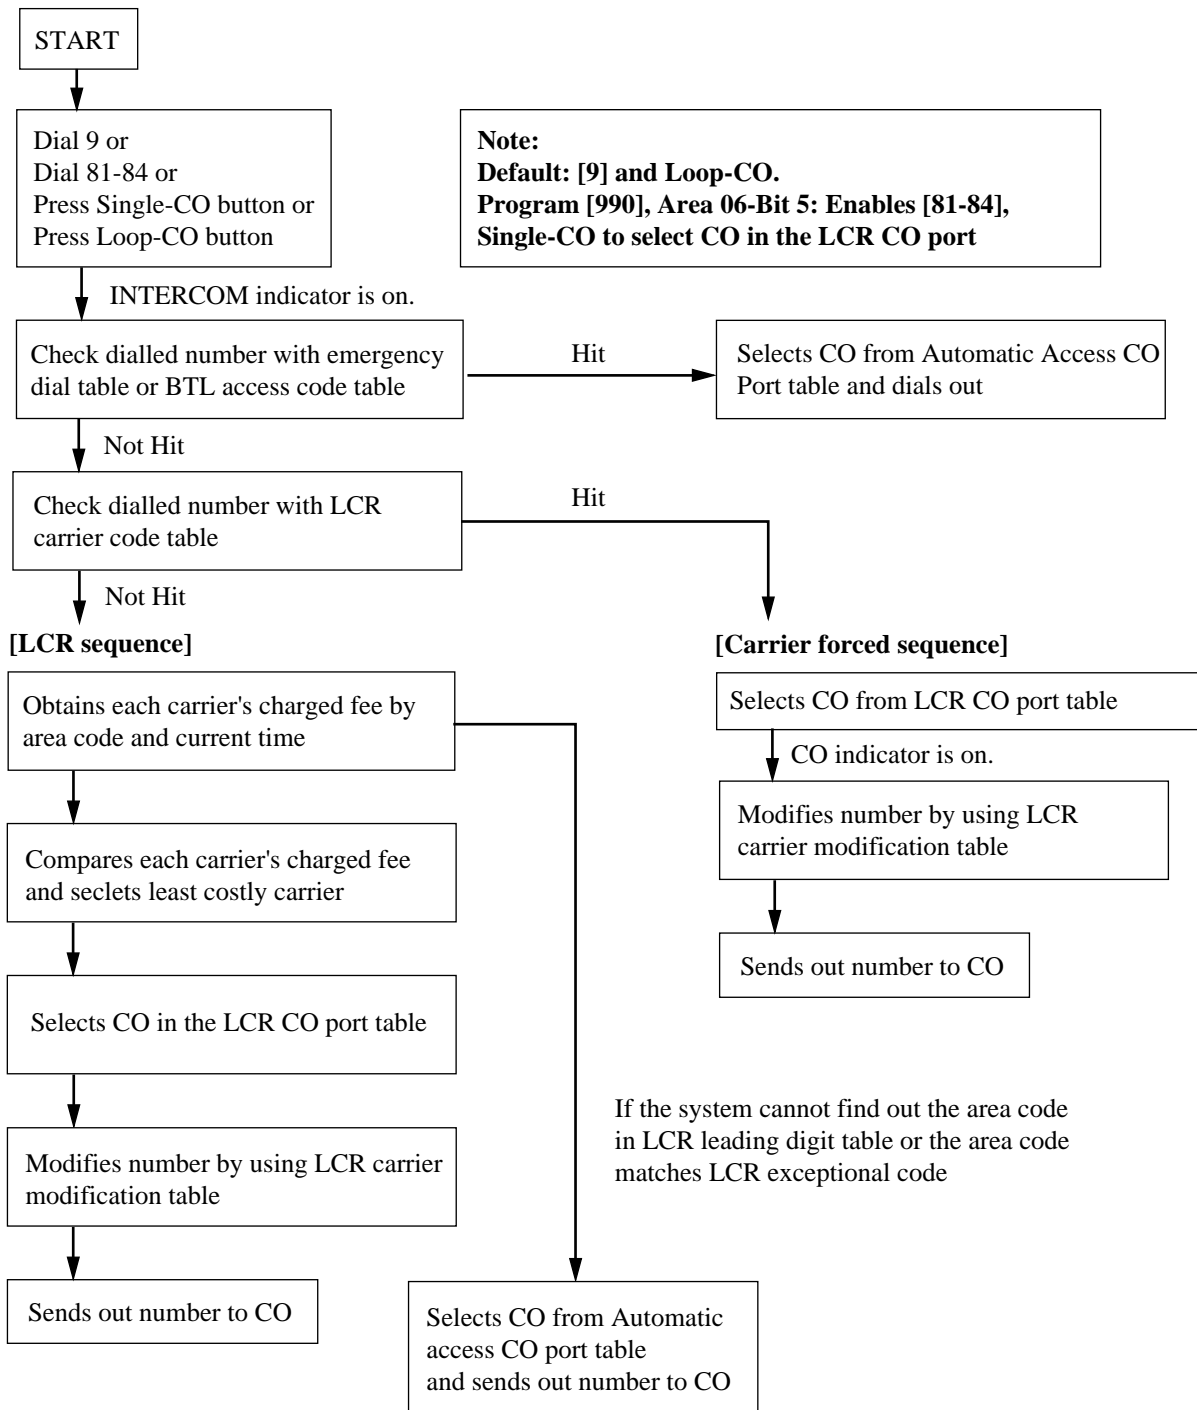 START
Dial 9 or
Dial 81-84 or
Press Single-CO button or
Press Loop-CO button
Note:
Default: [9] and Loop-CO.
Program [990], Area 06-Bit 5: Enables [81-84],
Single-CO to select CO in the LCR CO port
INTERCOM indicator is on.
Check dialled number with emergency
dial table or BTL access code table
Hit
Selects CO from Automatic Access CO
Port table and dials out
Not Hit
Check dialled number with LCR
carrier code table
Hit
Not Hit
[LCR sequence]
[Carrier forced sequence]
Obtains each carrier's charged fee by
area code and current time
Selects CO from LCR CO port table
CO indicator is on.
Modifies number by using LCR
carrier modification table
Compares each carrier's charged fee
and seclets least costly carrier
Sends out number to CO
Selects CO in the LCR CO port table
If the system cannot find out the area code
in LCR leading digit table or the area code
matches LCR exceptional code
Modifies number by using LCR carrier
modification table
Sends out number to CO
Selects CO from Automatic
access CO port table
and sends out number to CO